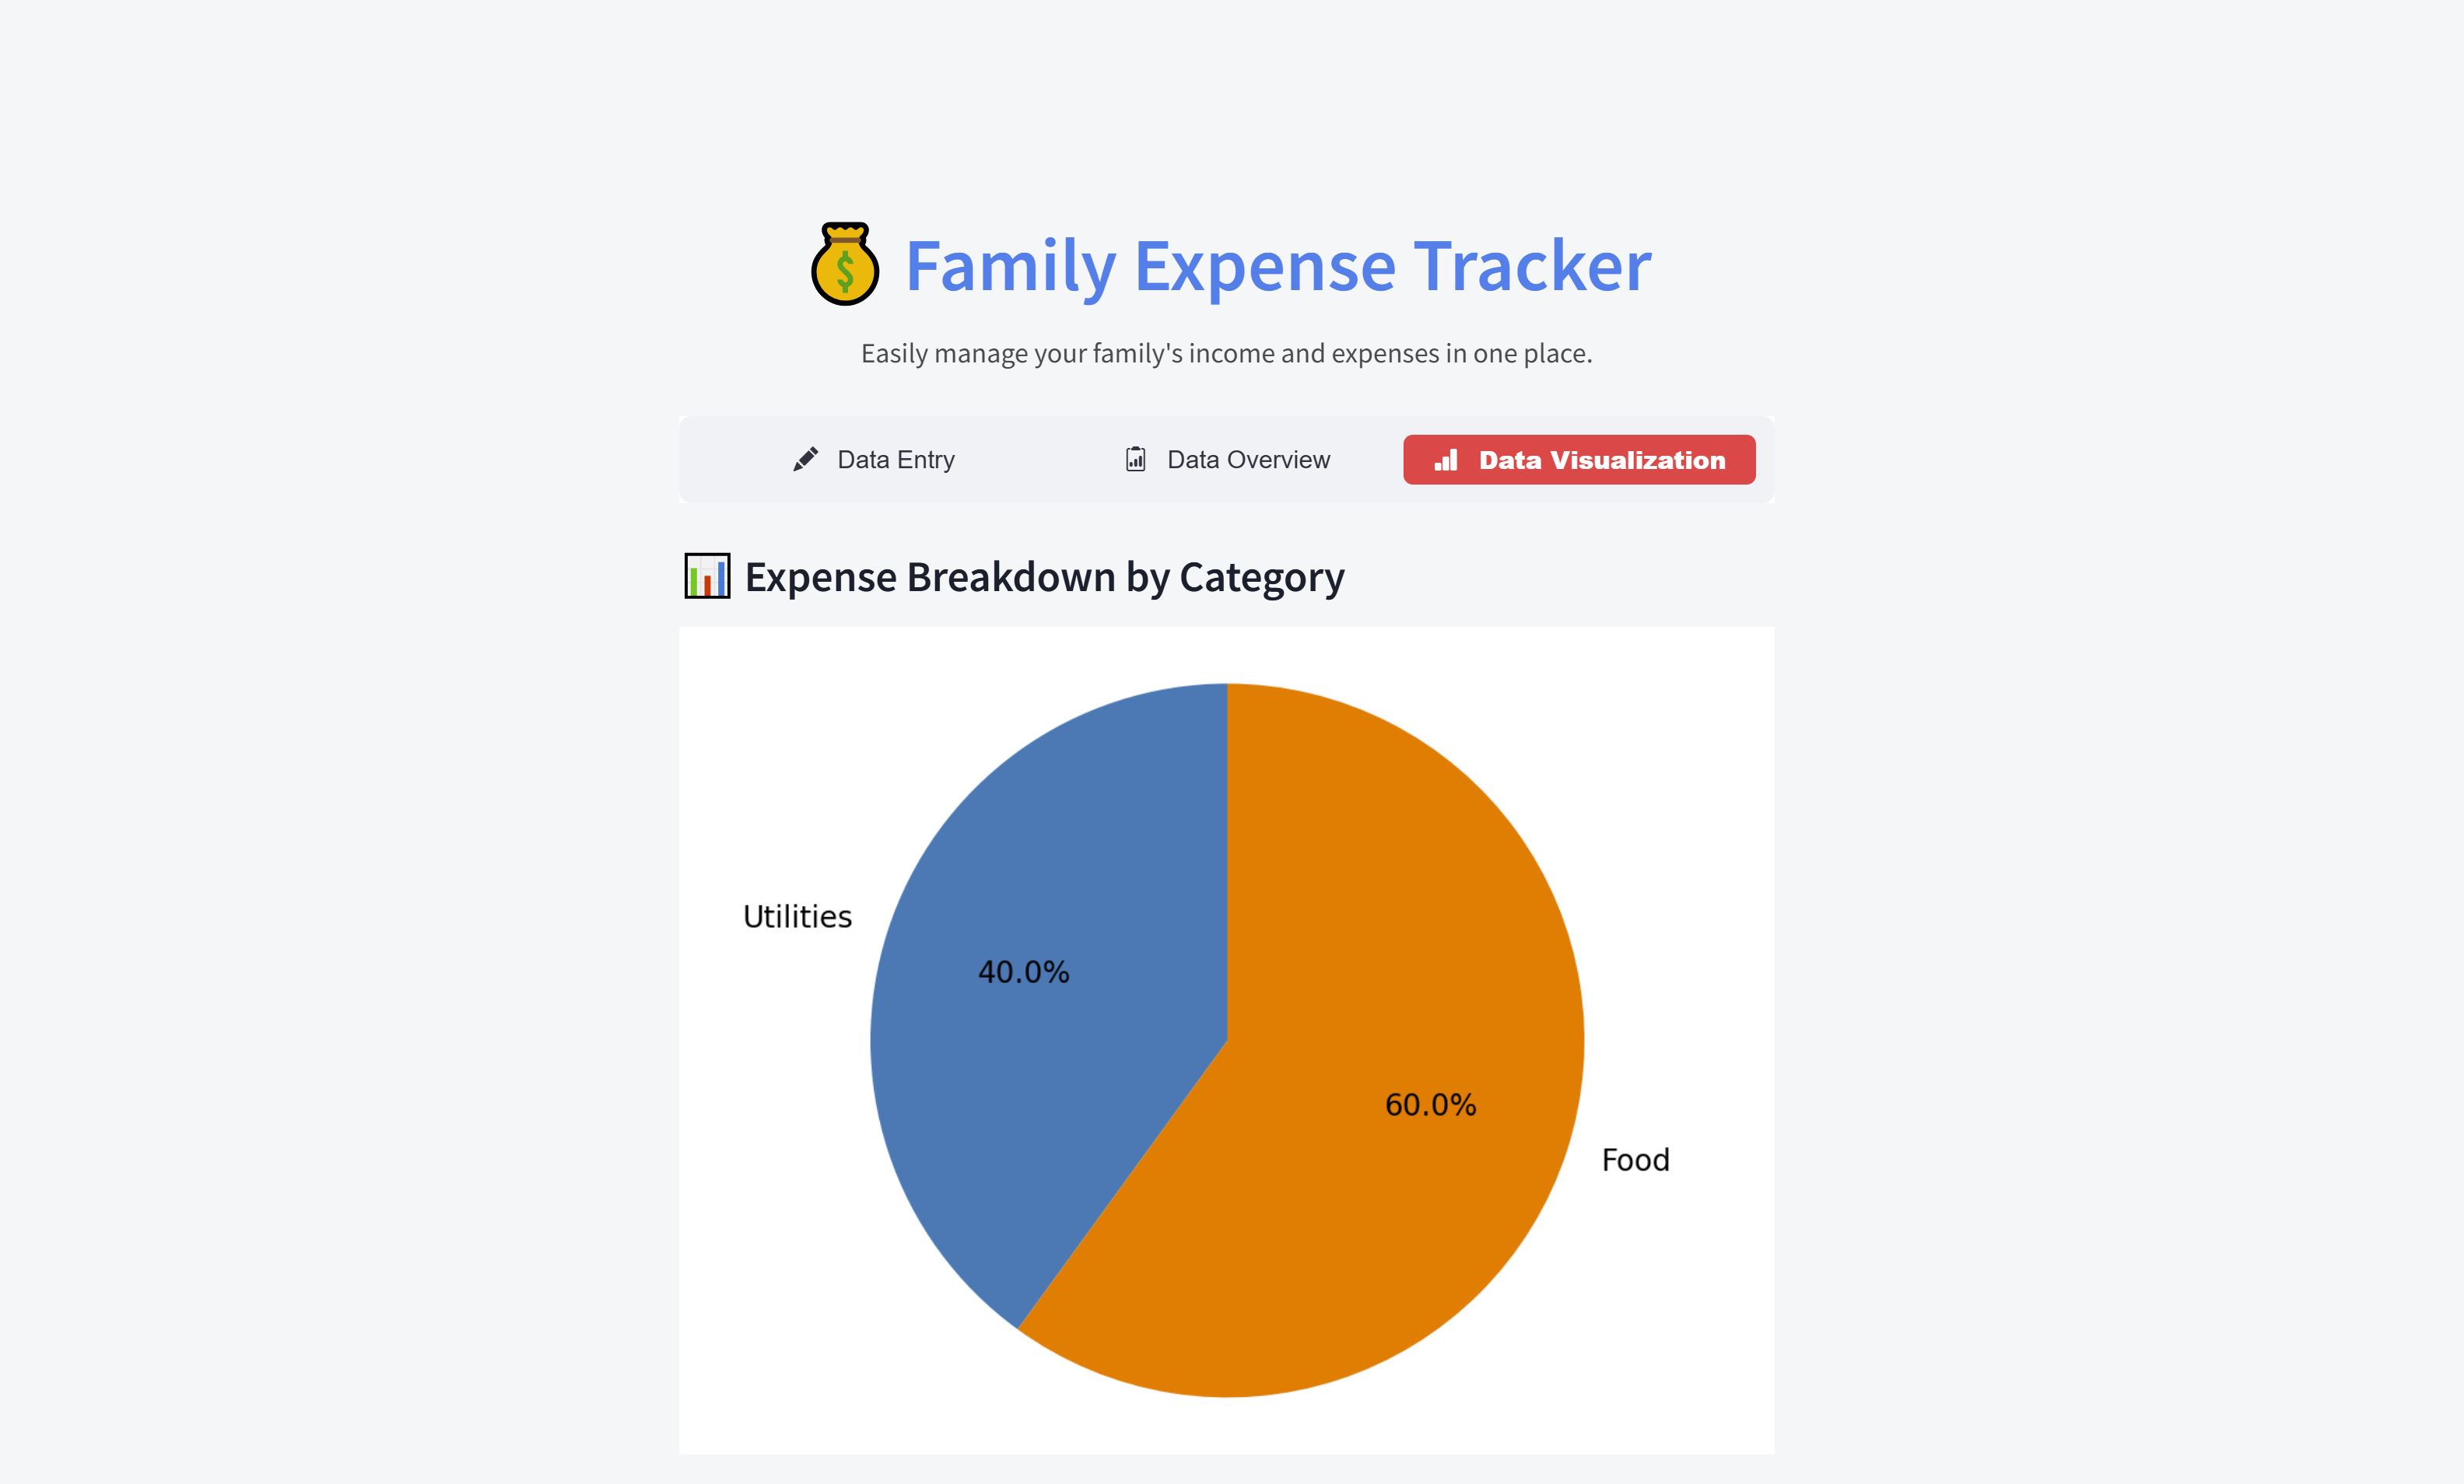 Family Expense Tracker
Easily manage your family's income and expenses in one place.
Data Entry
Data Overview
Data Visualization
Expense Breakdown by Category
Utilities
40.0%
60.0%
Food